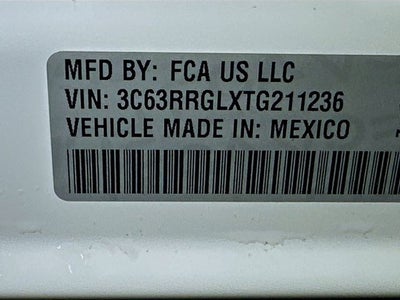 MFD BY: FCA US LLC
VIN: 3C63RRGLXTG211236
VEHICLE MADE IN: MEXICO